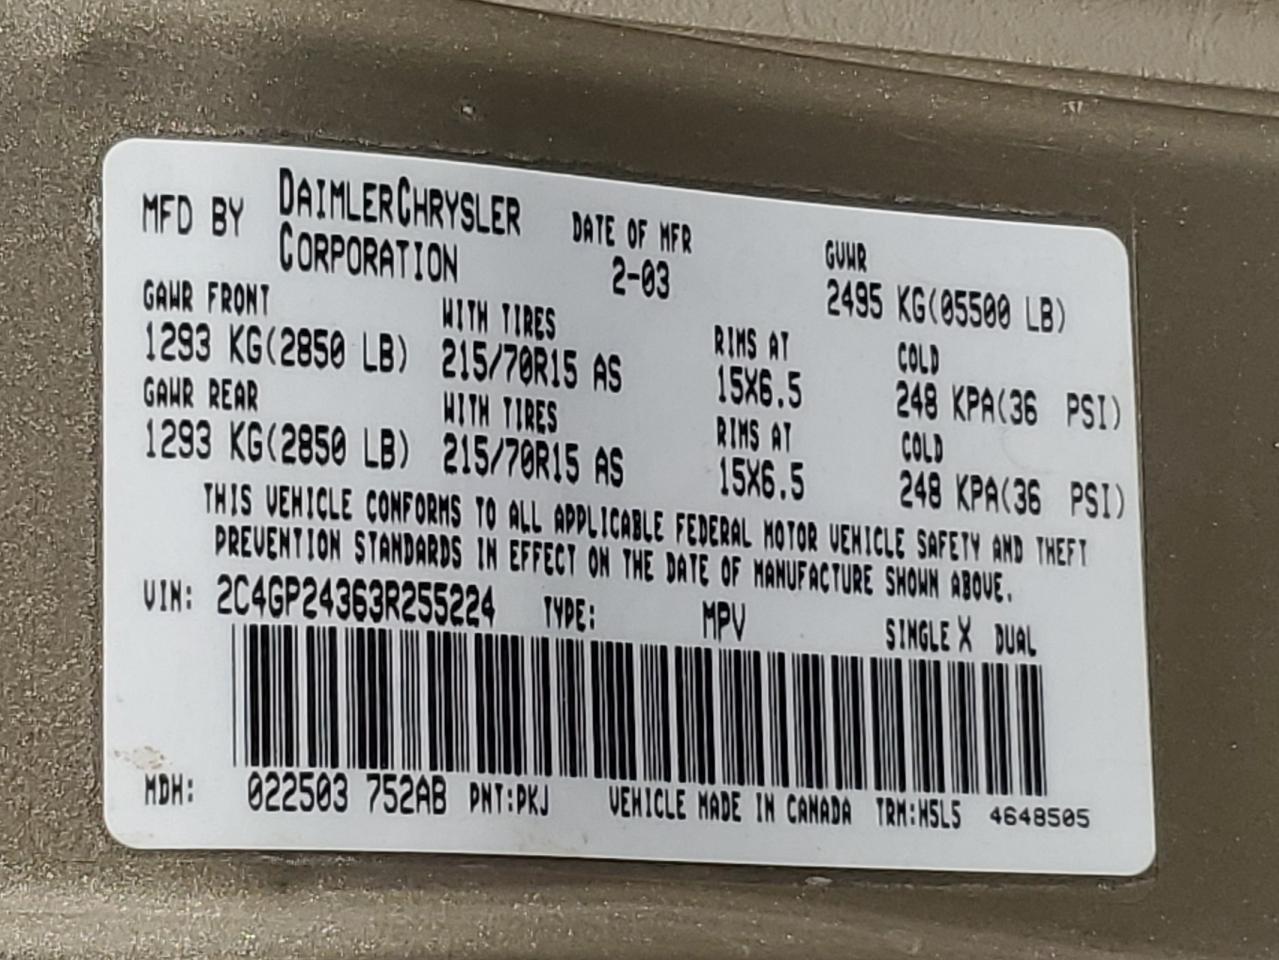 MFD BY DAIMLERCHRYSLER CORPORATION DATE OF MFR 2-03 GVWR 2495 KG(05500 LB)
GAWR FRONT WITH TIRES RIMS AT COLD
1293 KG(2850 LB) 215/70R15 AS 15X6.5 248 KPA(36 PSI)
GAWR REAR WITH TIRES RIMS AT COLD
1293 KG(2850 LB) 215/70R15 AS 15X6.5 248 KPA(36 PSI)
THIS VEHICLE CONFORMS TO ALL APPLICABLE FEDERAL MOTOR VEHICLE SAFETY AND THEFT
PREVENTION STANDARDS IN EFFECT ON THE DATE OF MANUFACTURE SHOWN ABOVE.
VIN: 2C4GP24363R255224 TYPE: MPV SINGLE X DUAL
MDH: 022503 752AB PNT:PKJ VEHICLE MADE IN CANADA TRM:H5L5 4648505